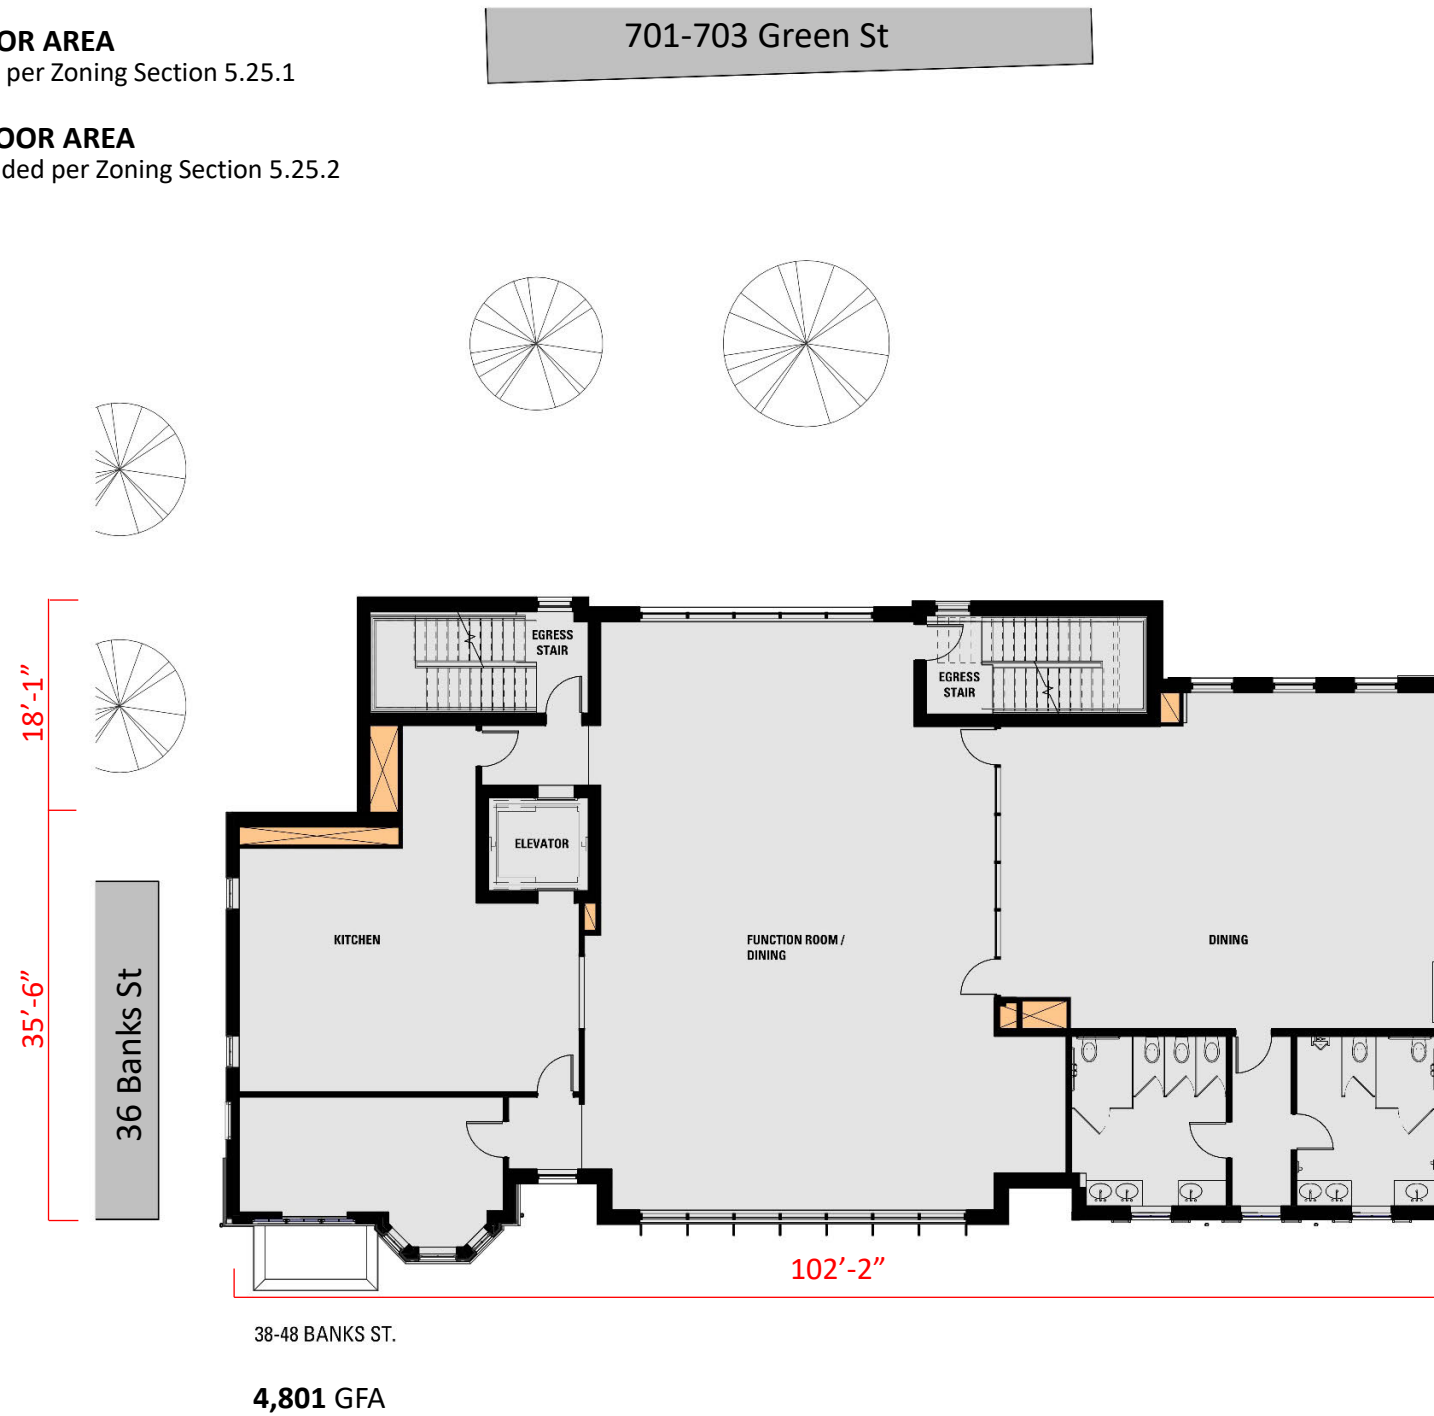 OOR AREA
per Zoning Section 5.25.1
OOR AREA
ded per Zoning Section 5.25.2
701-703 Green St
EGRESS
STAIR
EGRESS
STAIR
18’-1”
ELEVATOR
KITCHEN
FUNCTION ROOM /
DINING
DINING
35’-6”
36 Banks St
102’-2”
38-48 BANKS ST.
4,801 GFA